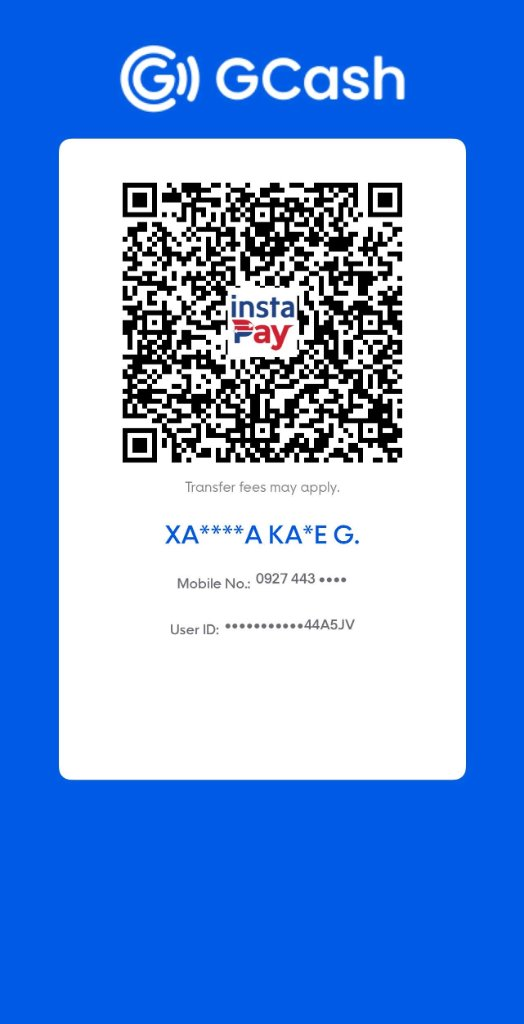 GCash
insta
Pay
Transfer fees may apply.
XA****A KA*E G.
Mobile No.: 0927 443 ••••
User ID: •••••••••••44A5JV